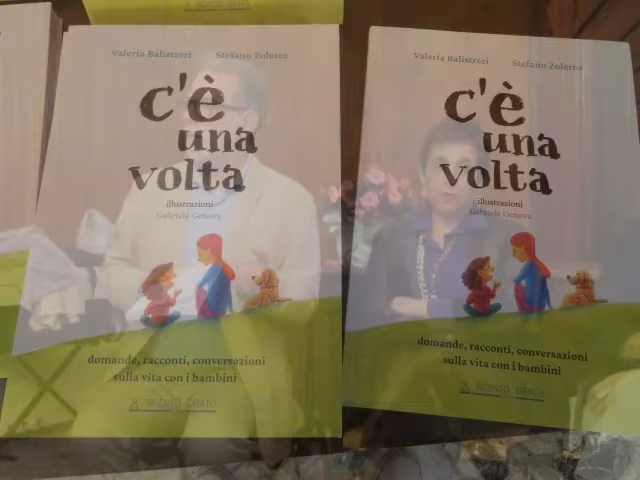 Valeria Balistreri Stefano Zoletto
c'è
una
volta
illustrazioni
Gabriele Genova
domande, racconti, conversazioni
sulla vita con i bambini
Valeria Balistreri Stefano Zoletto
c'è
una
volta
illustrazioni
Gabriele Genova
domande, racconti, conversazioni
sulla vita con i bambini